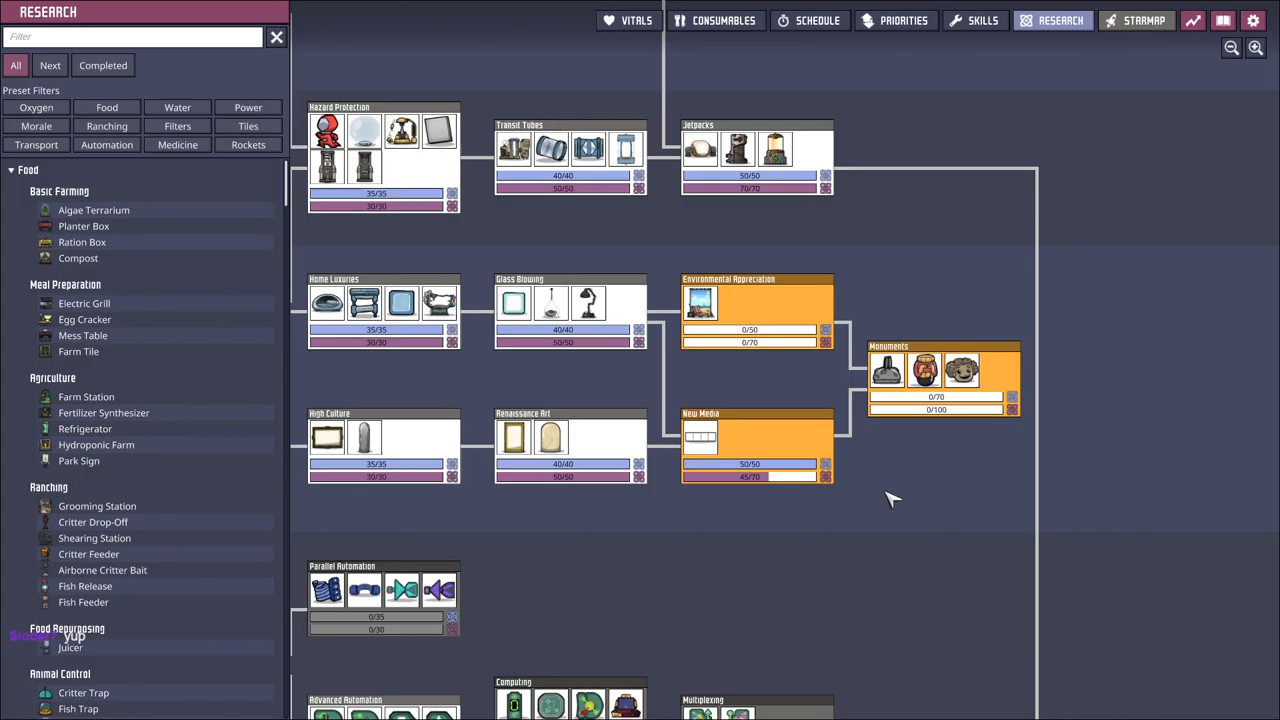 RESEARCH
VITALS
CONSUMABLES
SCHEDULE
PRIORITIES
SKILLS
RESEARCH
STARMAP
Filter
All
Next
Completed
Preset Filters
Oxygen
Food
Water
Power
Morale
Ranching
Filters
Tiles
Transport
Automation
Medicine
Rockets
Food
Basic Farming
Algae Terrarium
Planter Box
Ration Box
Compost
Meal Preparation
Electric Grill
Egg Cracker
Mess Table
Farm Tile
Agriculture
Farm Station
Fertilizer Synthesizer
Refrigerator
Hydroponic Farm
Park Sign
Ranching
Grooming Station
Critter Drop-Off
Shearing Station
Critter Feeder
Airborne Critter Bait
Fish Release
Fish Feeder
Food Repurposing
yup
Juicer
Animal Control
Critter Trap
Fish Trap
Hazard Protection
35/35
30/30
Transit Tubes
40/40
50/50
Jetpacks
50/50
70/70
Home Luxuries
35/35
30/30
Glass Blowing
40/40
50/50
Environmental Appreciation
0/50
0/70
Monuments
0/70
0/100
High Culture
35/35
30/30
Renaissance Art
40/40
50/50
New Media
50/50
45/70
Parallel Automation
0/35
0/30
Advanced Automation
Computing
Multiplexing